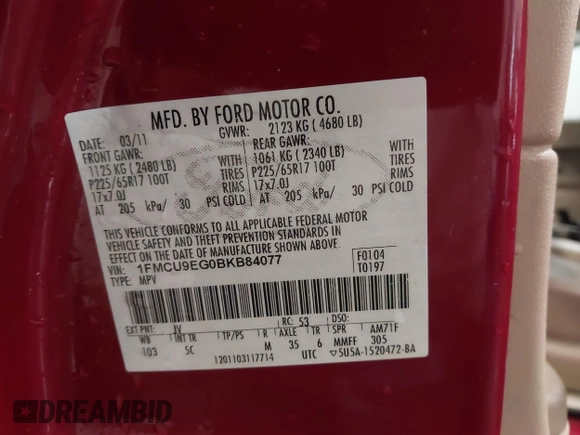 MFD. BY FORD MOTOR CO.
DATE: 03/11 GVWR: 2123 KG ( 4680 LB)
FRONT GAWR: REAR GAWR:
1125 KG ( 2480 LB) WITH 1061 KG ( 2340 LB) WITH
P225/65R17 100T TIRES P225/65R17 100T TIRES
17x7.0J RIMS 17x7.0J RIMS
AT 205 kPa/ 30 PSI COLD AT 205 kPa/ 30 PSI COLD
THIS VEHICLE CONFORMS TO ALL APPLICABLE FEDERAL MOTOR
VEHICLE SAFETY AND THEFT PREVENTION STANDARDS IN
EFFECT ON THE DATE OF MANUFACTURE SHOWN ABOVE.
VEHICLE: 1FMCU9EG0BKB84077 F0104
TYPE: MPV T0197
EXT PNT: JV RC: 53 DSO:
WB INT TR TP/PS R AXLE TR SPR AM71F
103 5C M 35 6 MMFF 305
1201103117714 UTC ▽5U5A-1520472-BA
DREAMBID